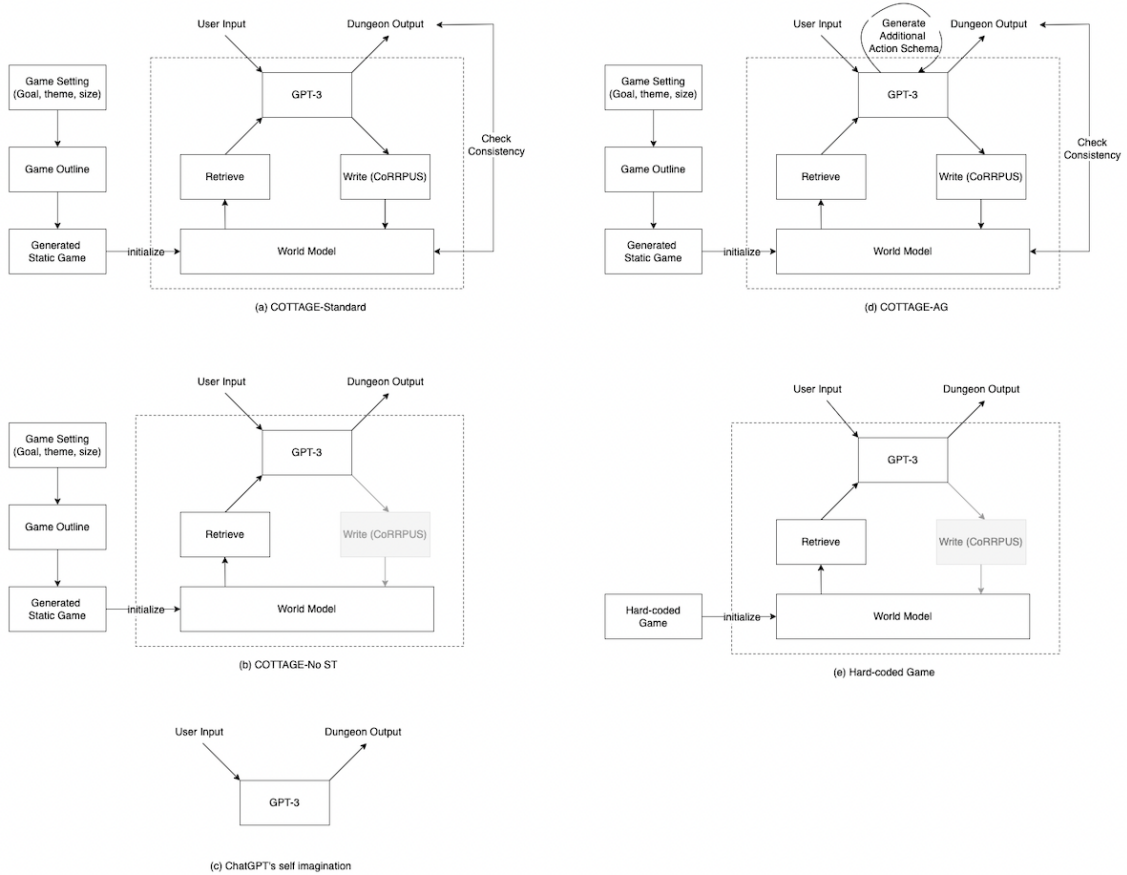 User Input
Dungeon Output
Game Setting
(Goal, theme, size)
GPT-3
Check
Consistency
Game Outline
Retrieve
Write (CoRRPUS)
Generated
Static Game
initialize
World Model
(a) COTTAGE-Standard
User Input
Generate
Additional
Action Schema
Dungeon Output
Game Setting
(Goal, theme, size)
GPT-3
Check
Consistency
Game Outline
Retrieve
Write (CoRRPUS)
Generated
Static Game
initialize
World Model
(d) COTTAGE-AG
User Input
Dungeon Output
Game Setting
(Goal, theme, size)
GPT-3
Game Outline
Retrieve
Write (CoRRPUS)
Generated
Static Game
initialize
World Model
(b) COTTAGE-No ST
User Input
Dungeon Output
GPT-3
Retrieve
Write (CoRRPUS)
Hard-coded
Game
initialize
World Model
(e) Hard-coded Game
User Input
Dungeon Output
GPT-3
(c) ChatGPT's self imagination